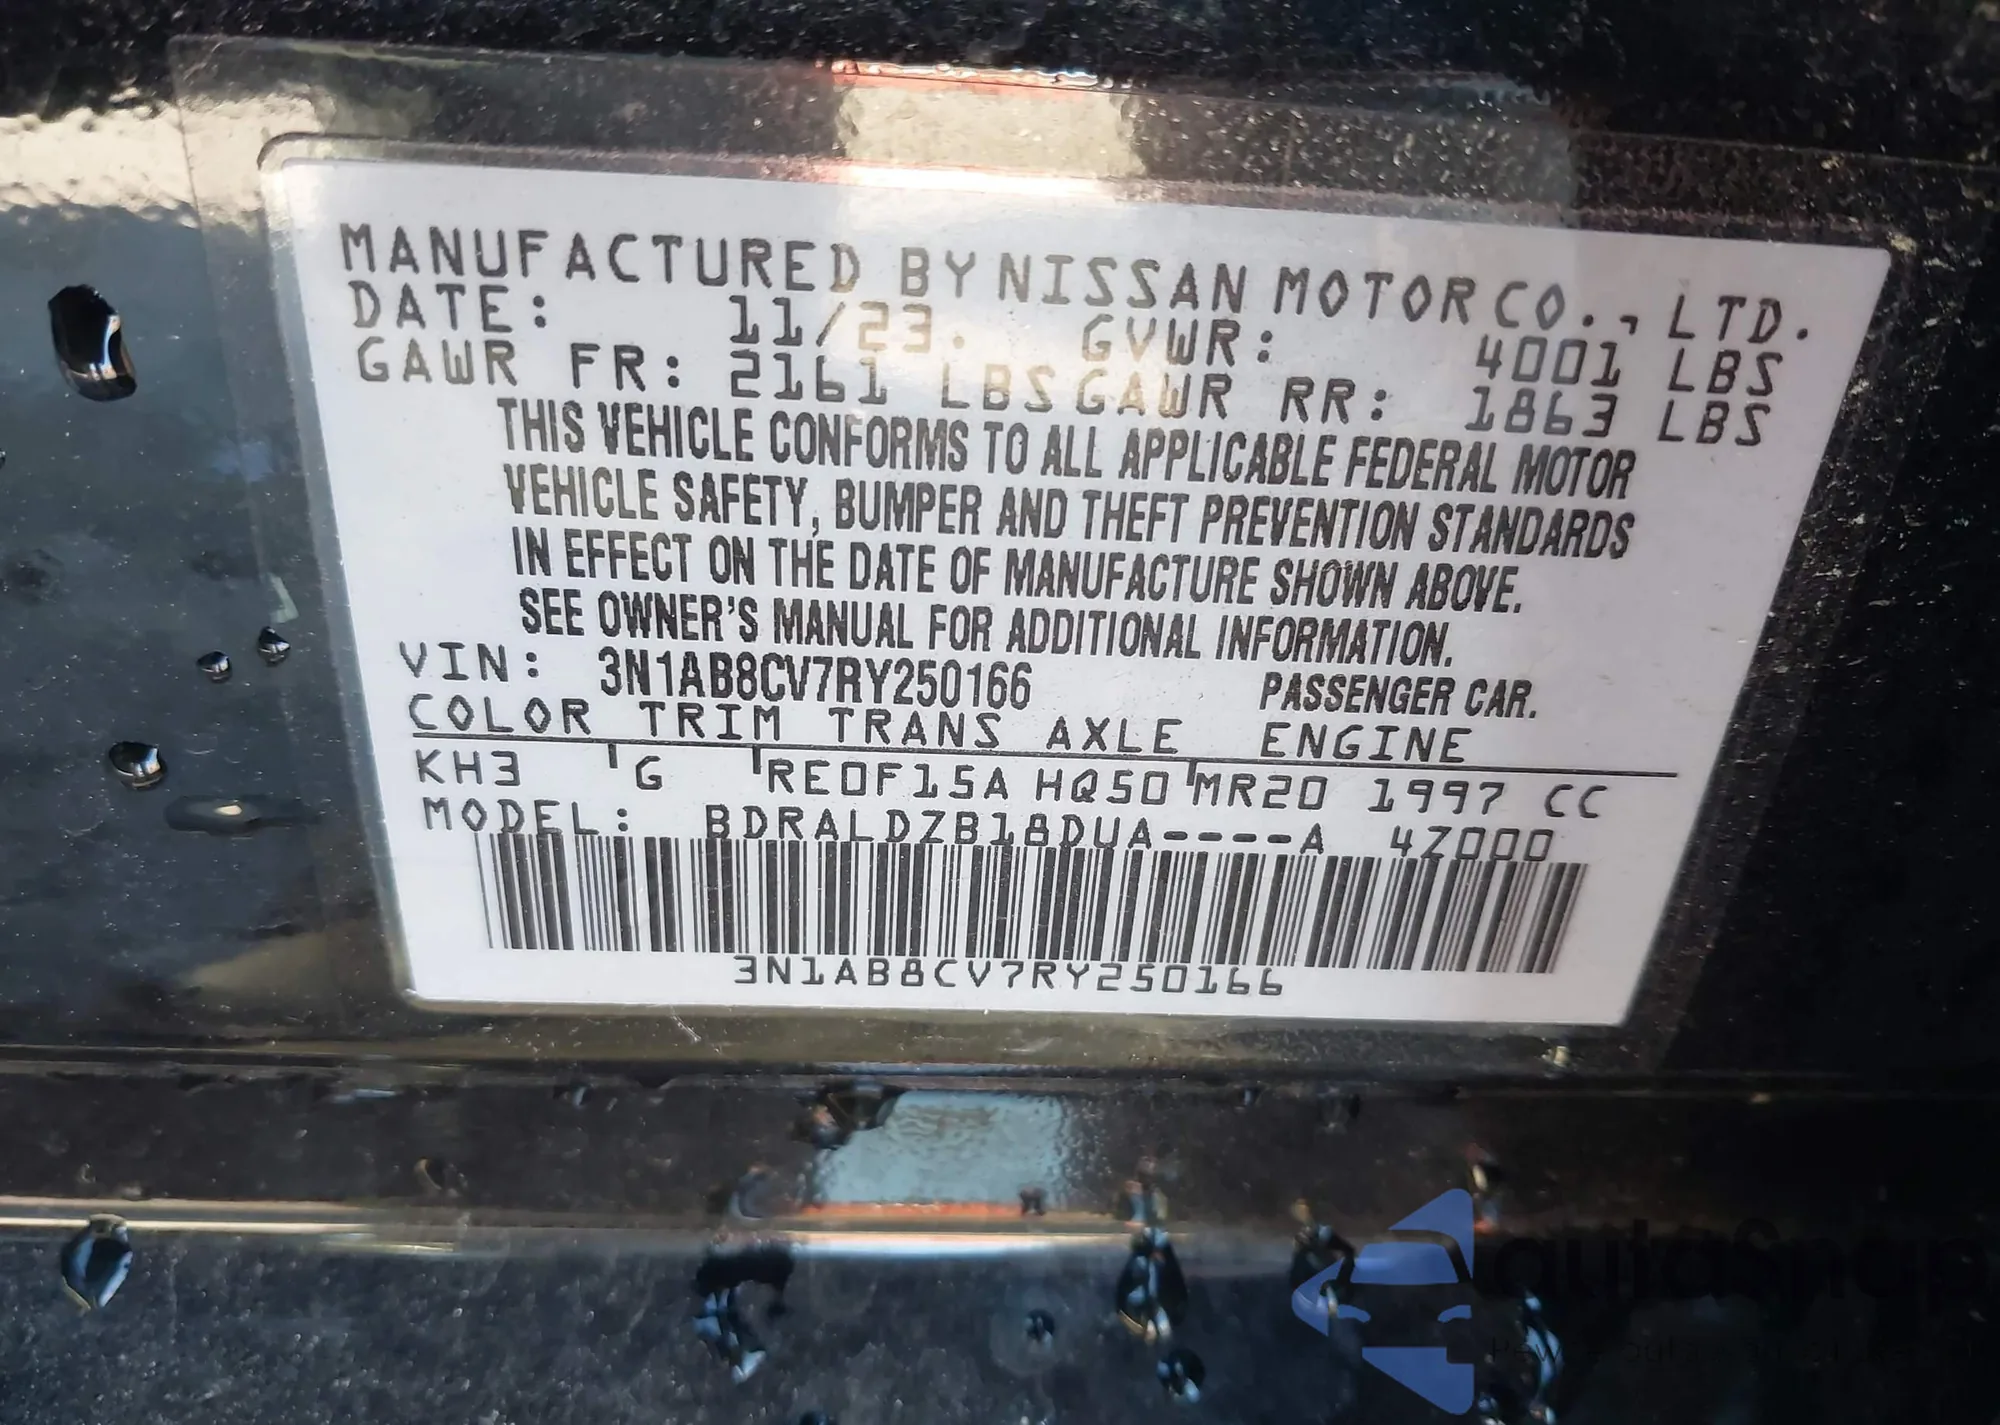 MANUFACTURED BY NISSAN MOTOR CO., LTD.
DATE: 11/23. GVWR: 4001 LBS
GAWR FR: 2161 LBS GAWR RR: 1863 LBS
THIS VEHICLE CONFORMS TO ALL APPLICABLE FEDERAL MOTOR
VEHICLE SAFETY, BUMPER AND THEFT PREVENTION STANDARDS
IN EFFECT ON THE DATE OF MANUFACTURE SHOWN ABOVE.
SEE OWNER'S MANUAL FOR ADDITIONAL INFORMATION.
VIN: 3N1AB8CV7RY250166 PASSENGER CAR.
COLOR TRIM TRANS AXLE ENGINE
KH3 G RE0F15A HQ50 MR20 1997 CC
MODEL: BDRALDZB18DUA----A 4Z000
3N1AB8CV7RY250166
autoSnap